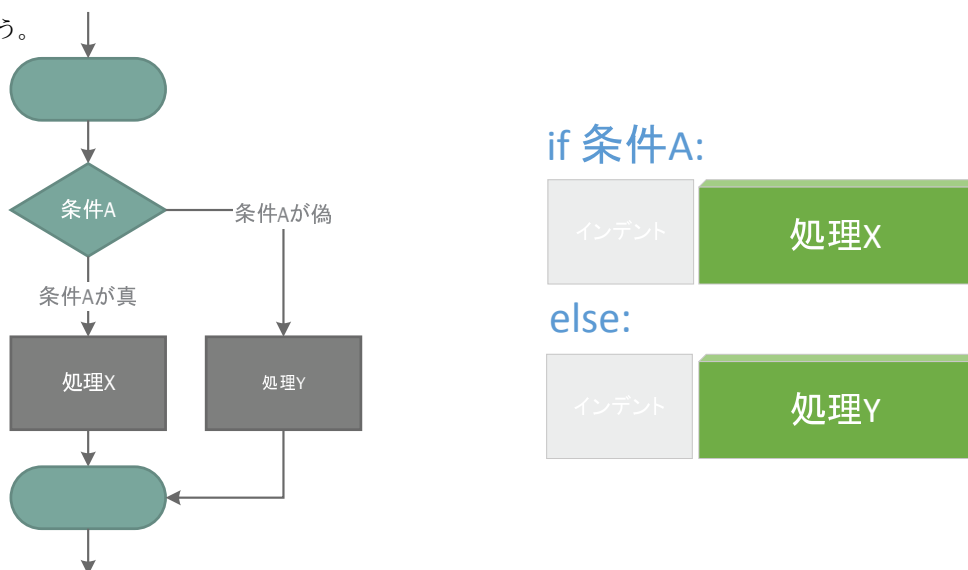 う。
条件A
条件Aが偽
条件Aが真
処理X
処理Y
if 条件A:
インデント
処理X
else:
インデント
処理Y